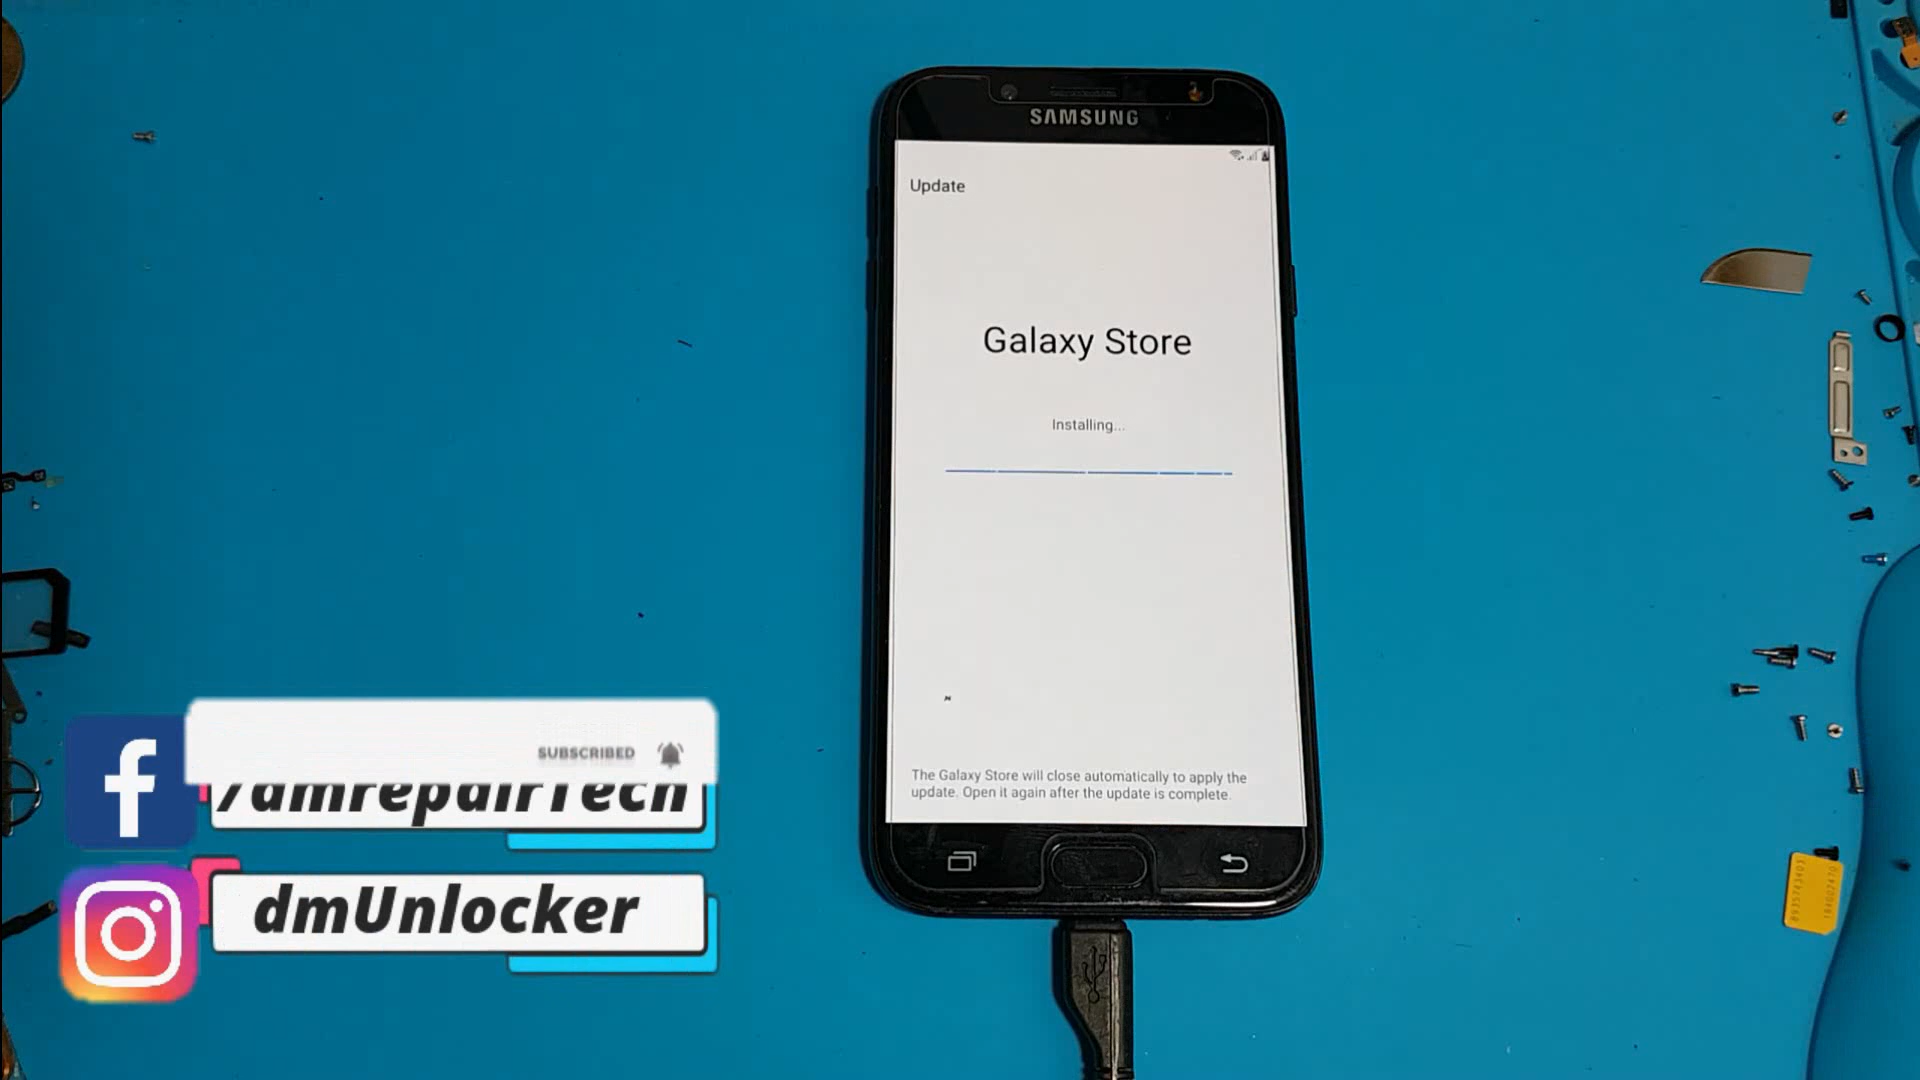 SAMSUNG
Update
Galaxy Store
Installing...
The Galaxy Store will close automatically to apply the
update. Open it again after the update is complete.
SUBSCRIBED
/dmrepairTech
dmUnlocker